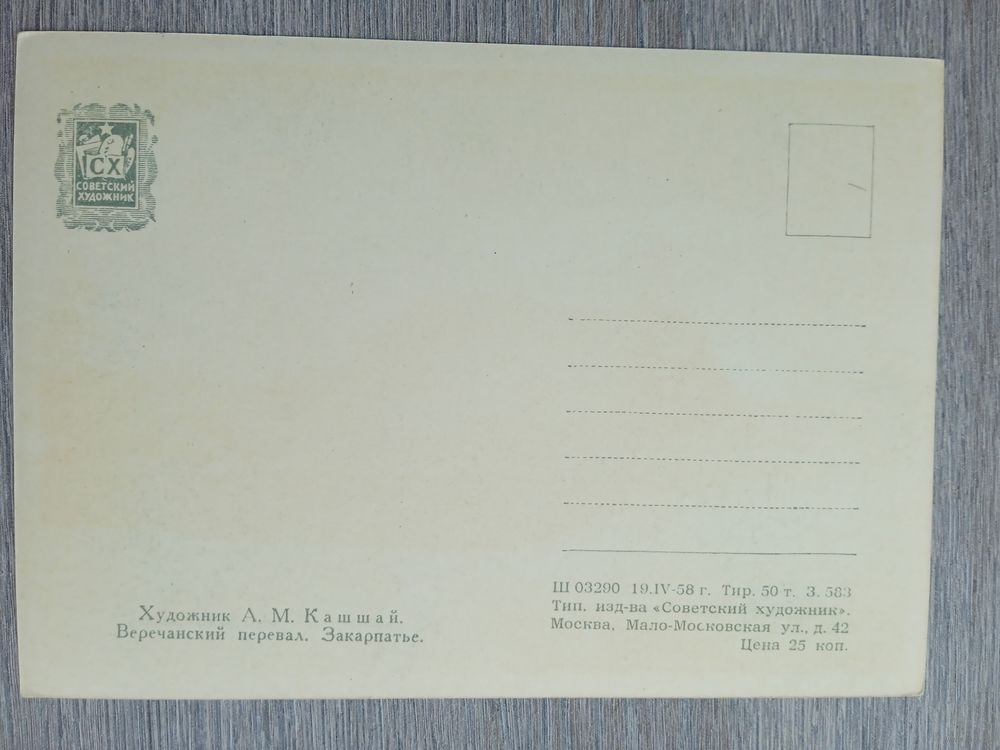 СХ
СОВЕТСКИЙ
ХУДОЖНИК
Художник А. М. Кашшай.
Веречанский перевал. Закарпатье.
Ш 03290 19.IV-58 г. Тир. 50 т. З. 583
Тип. изд-ва «Советский художник».
Москва, Мало-Московская ул., д. 42
Цена 25 коп.